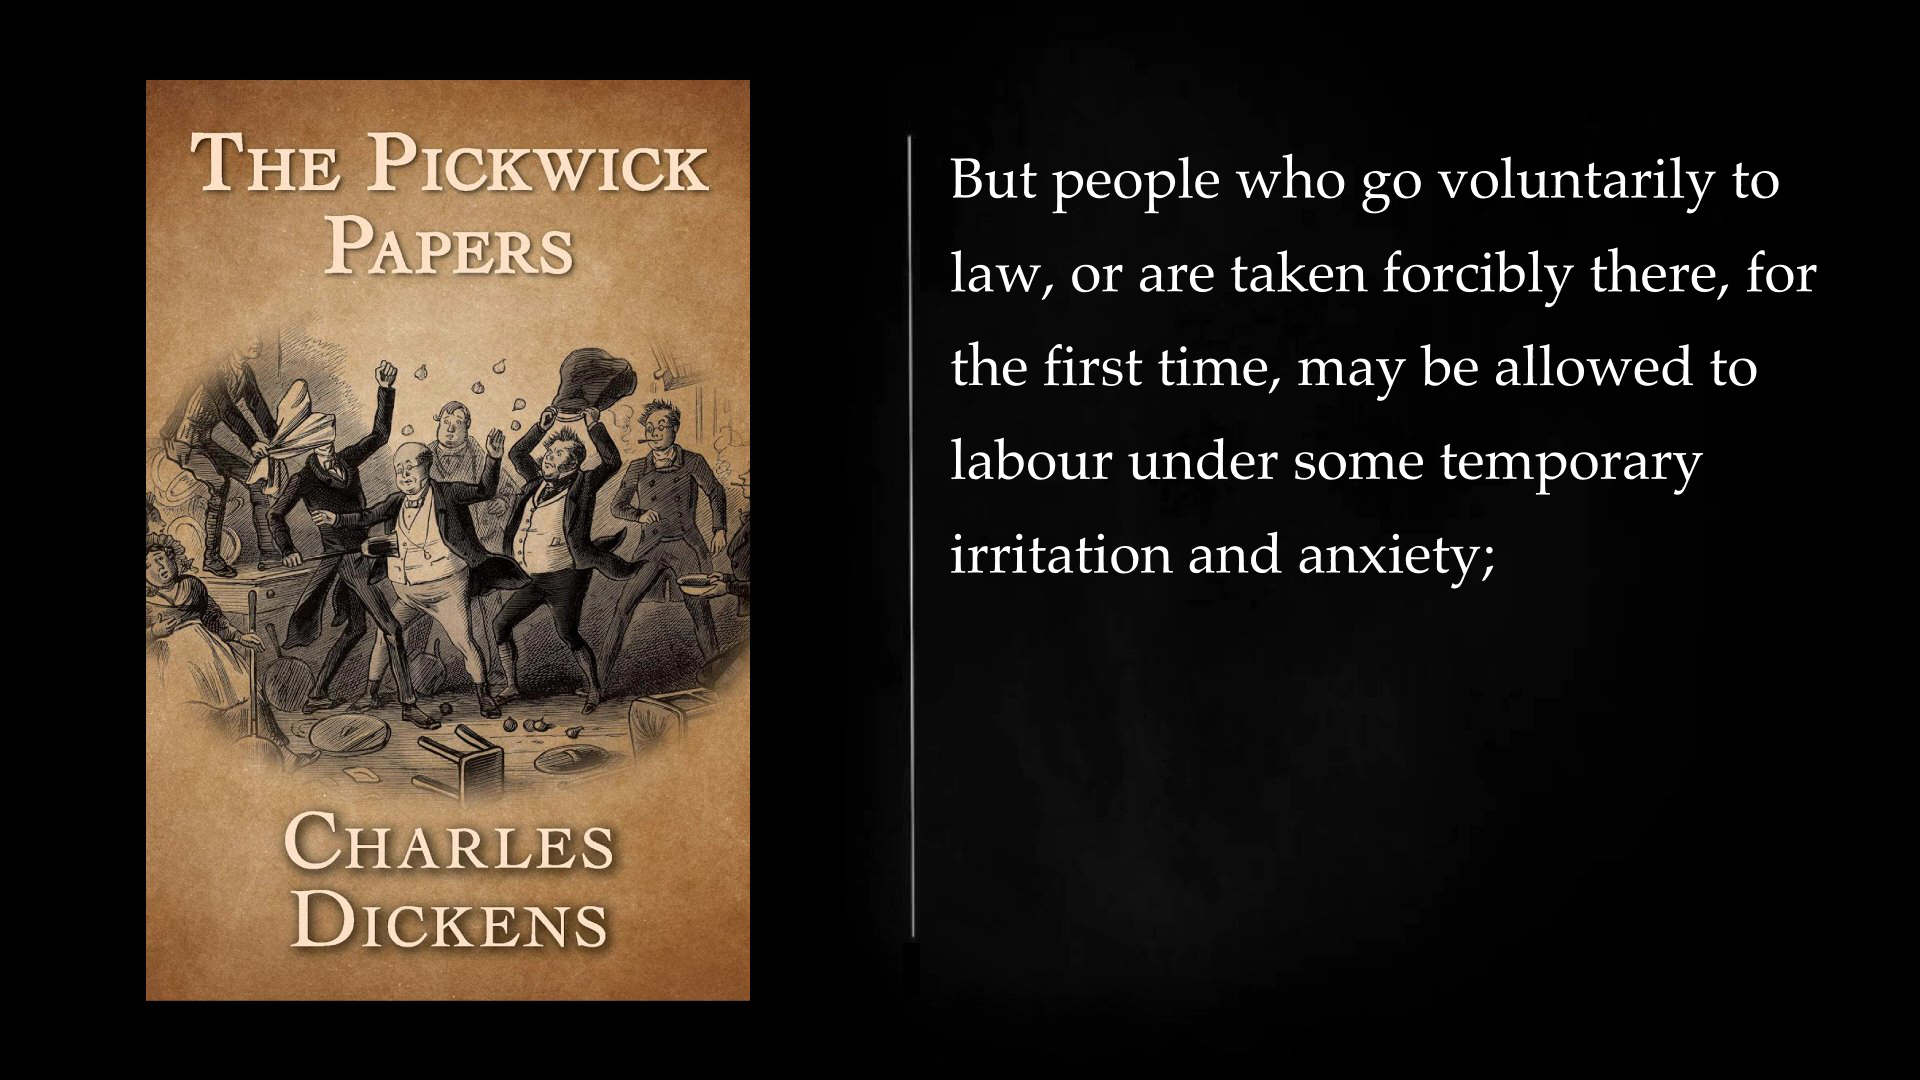 THE PICKWICK
PAPERS
CHARLES
DICKENS
But people who go voluntarily to
law, or are taken forcibly there, for
the first time, may be allowed to
labour under some temporary
irritation and anxiety;